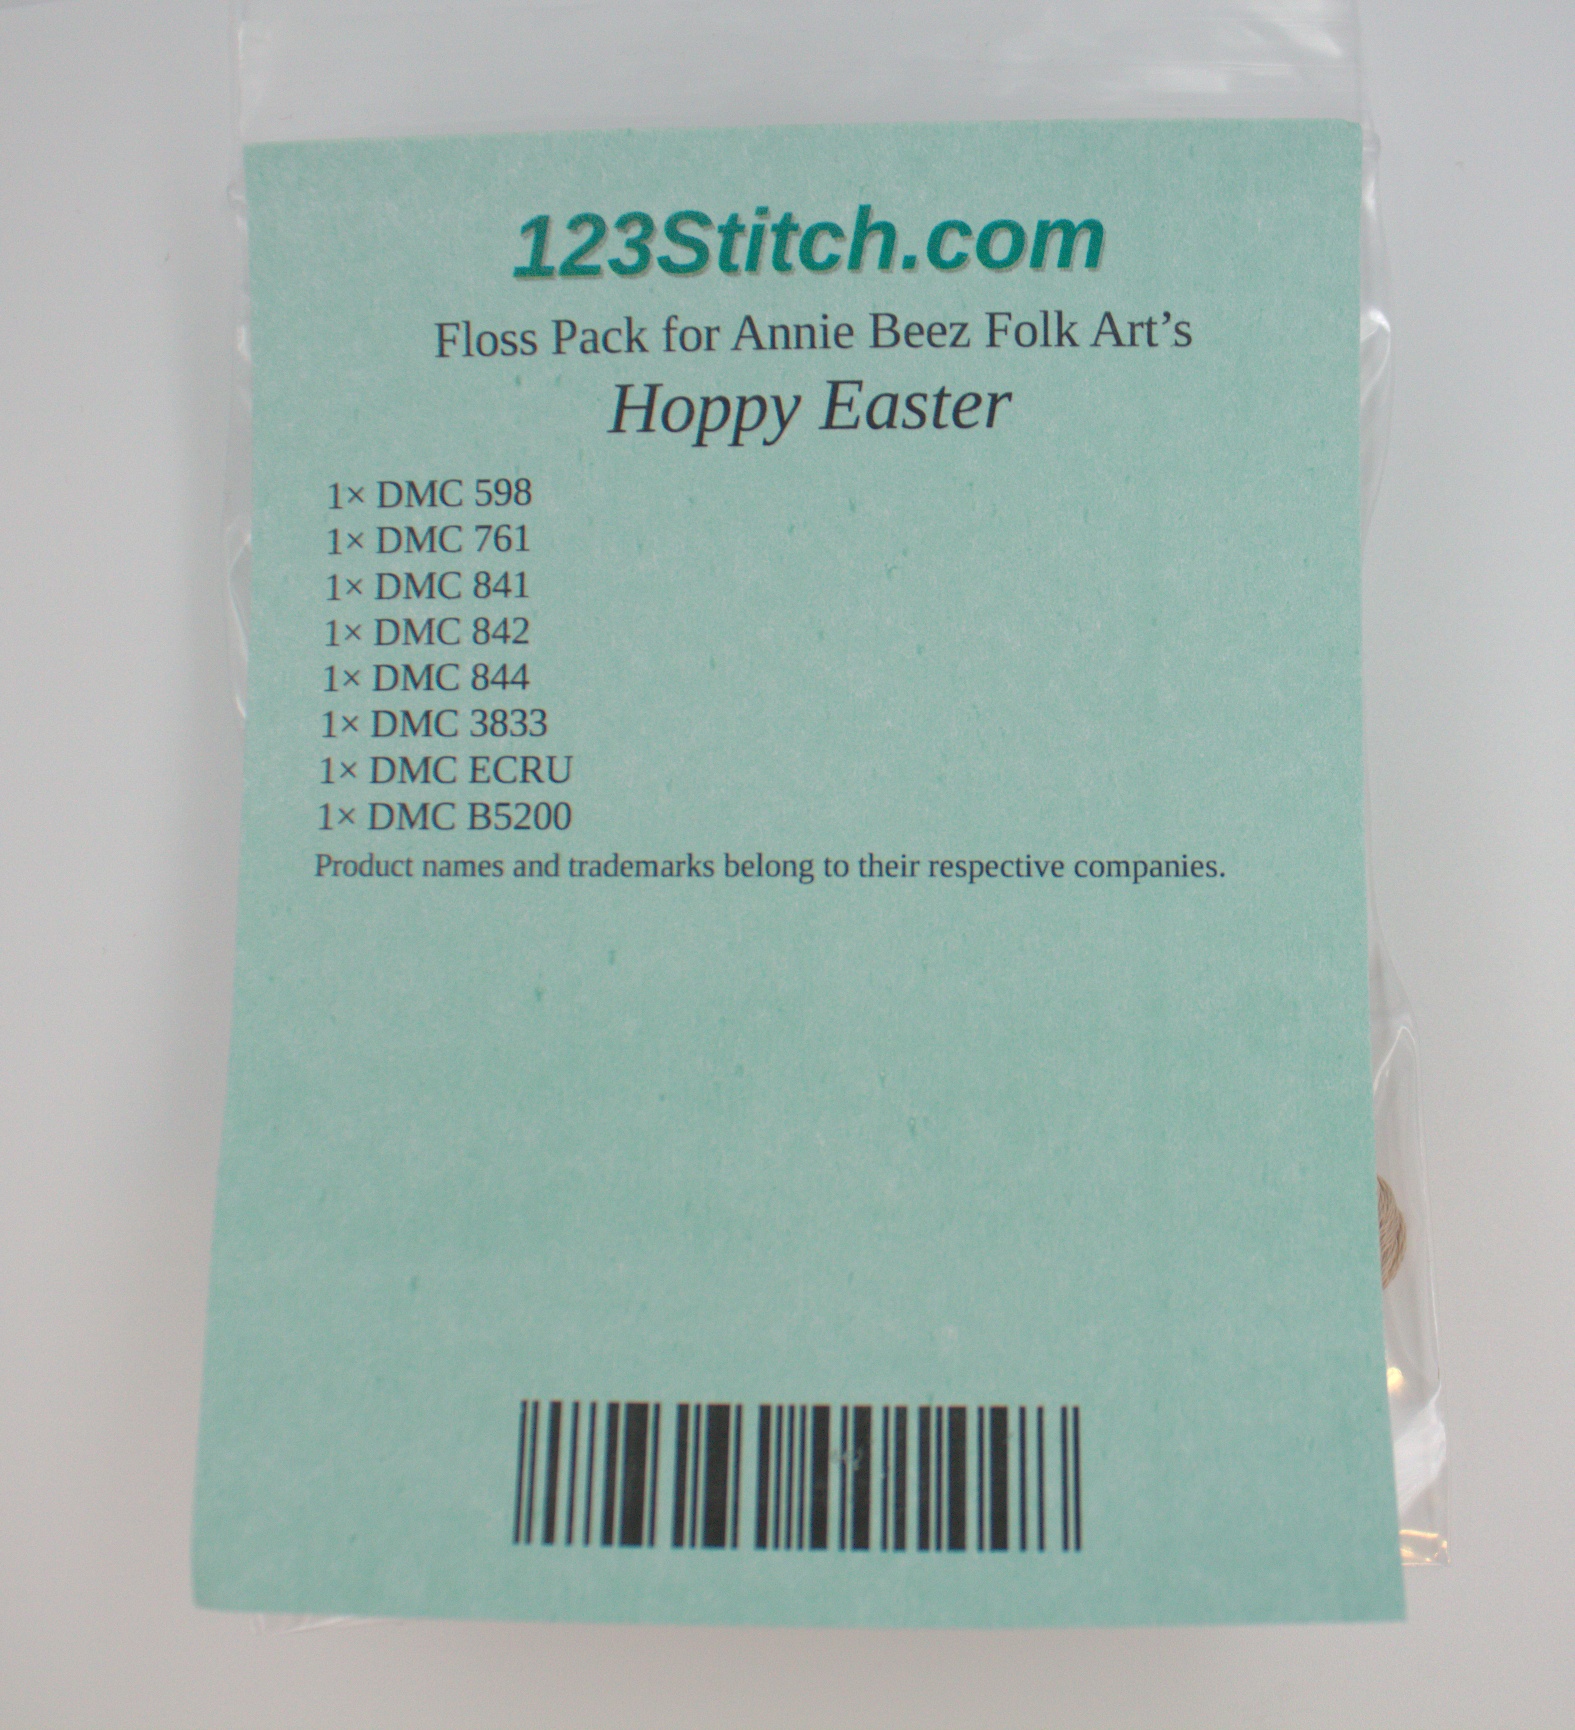 123Stitch.com
Floss Pack for Annie Beez Folk Art’s
Hoppy Easter
1× DMC 598
1× DMC 761
1× DMC 841
1× DMC 842
1× DMC 844
1× DMC 3833
1× DMC ECRU
1× DMC B5200
Product names and trademarks belong to their respective companies.